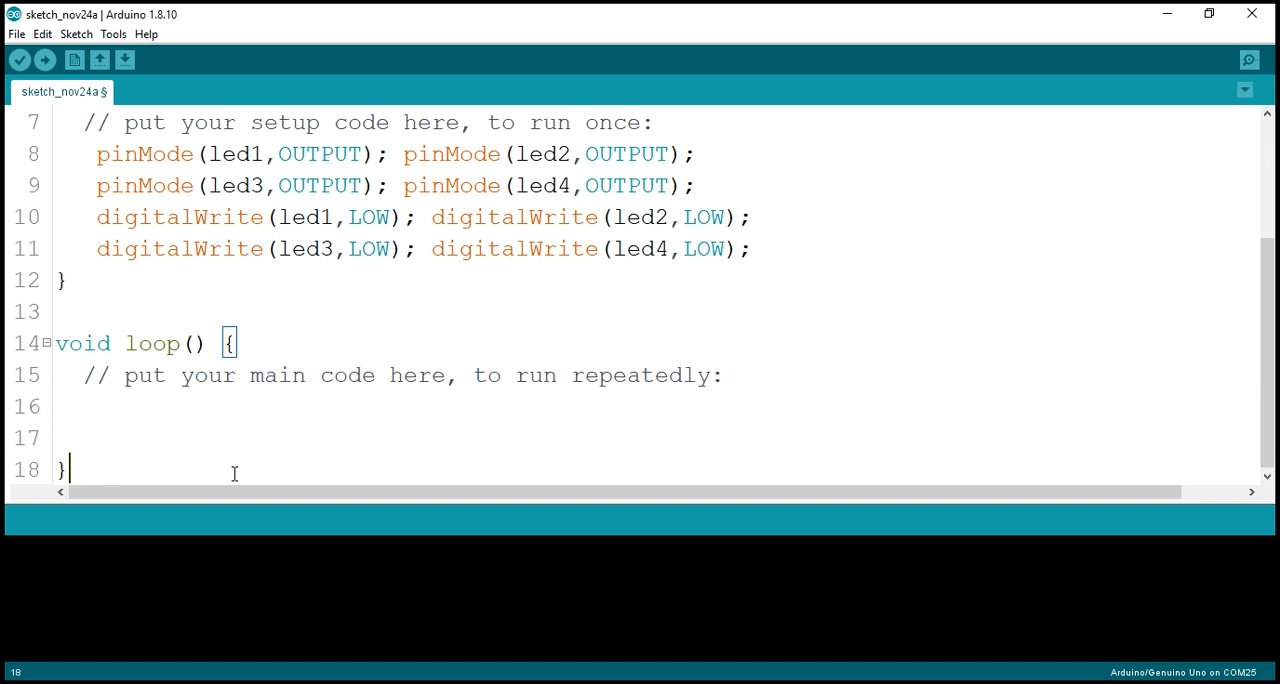 sketch_nov24a | Arduino 1.8.10
File Edit Sketch Tools Help
sketch_nov24a §
7 // put your setup code here, to run once:
8 pinMode(led1,OUTPUT); pinMode(led2,OUTPUT);
9 pinMode(led3,OUTPUT); pinMode(led4,OUTPUT);
10 digitalWrite(led1,LOW); digitalWrite(led2,LOW);
11 digitalWrite(led3,LOW); digitalWrite(led4,LOW);
12 }
13
14 void loop() {
15 // put your main code here, to run repeatedly:
16
17
18 }
18 Arduino/Genuino Uno on COM25